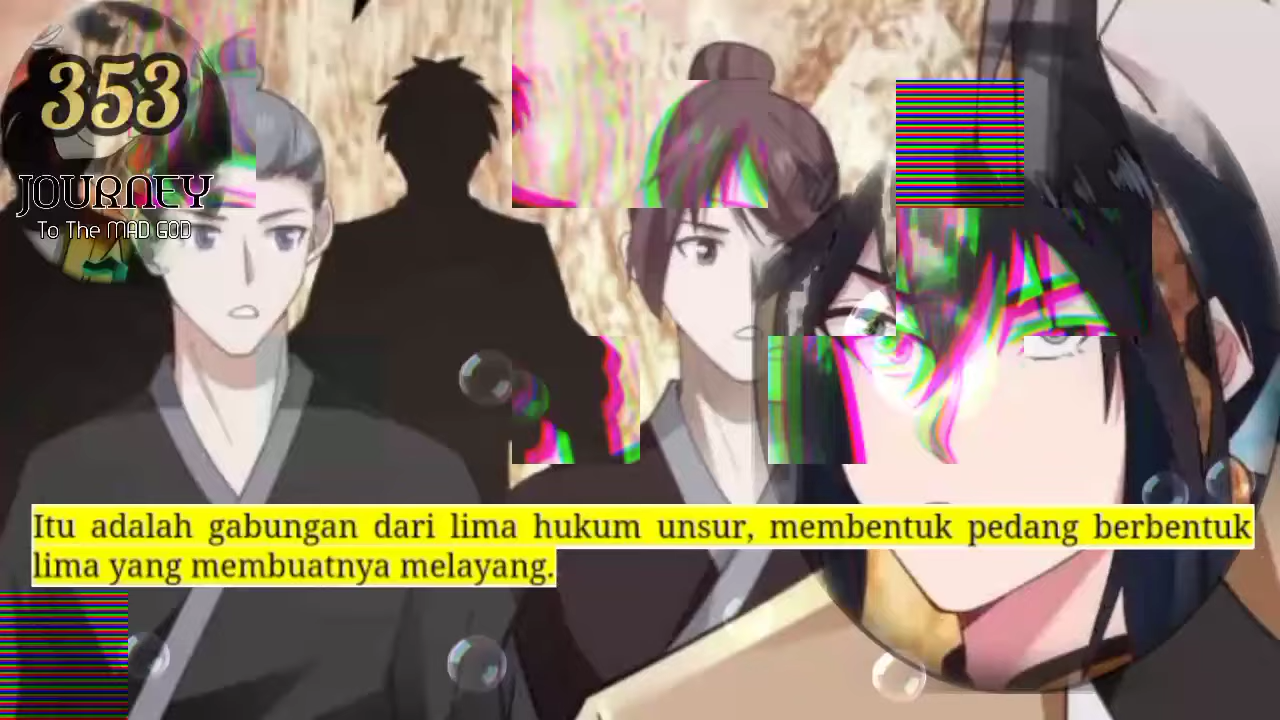 353
JOURNEY
To The MAD GOD
Itu adalah gabungan dari lima hukum unsur, membentuk pedang berbentuk
lima yang membuatnya melayang.